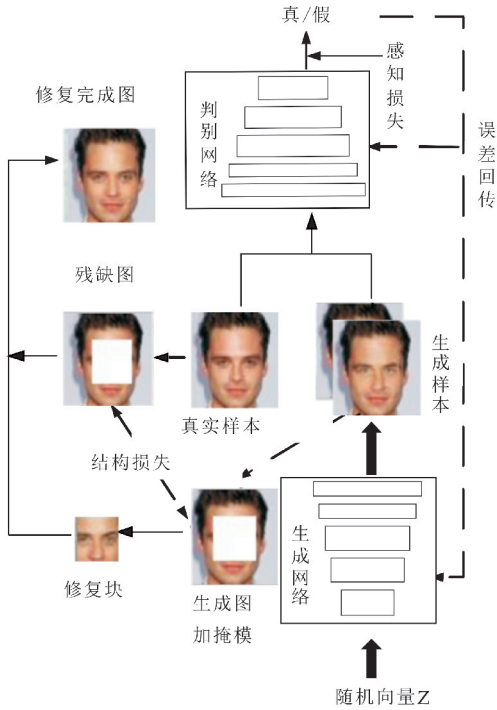 真/假
感知损失
修复完成图
判别网络
误差回传
残缺图
生成样本
真实样本
结构损失
生成网络
修复块
生成图
加掩模
随机向量Z